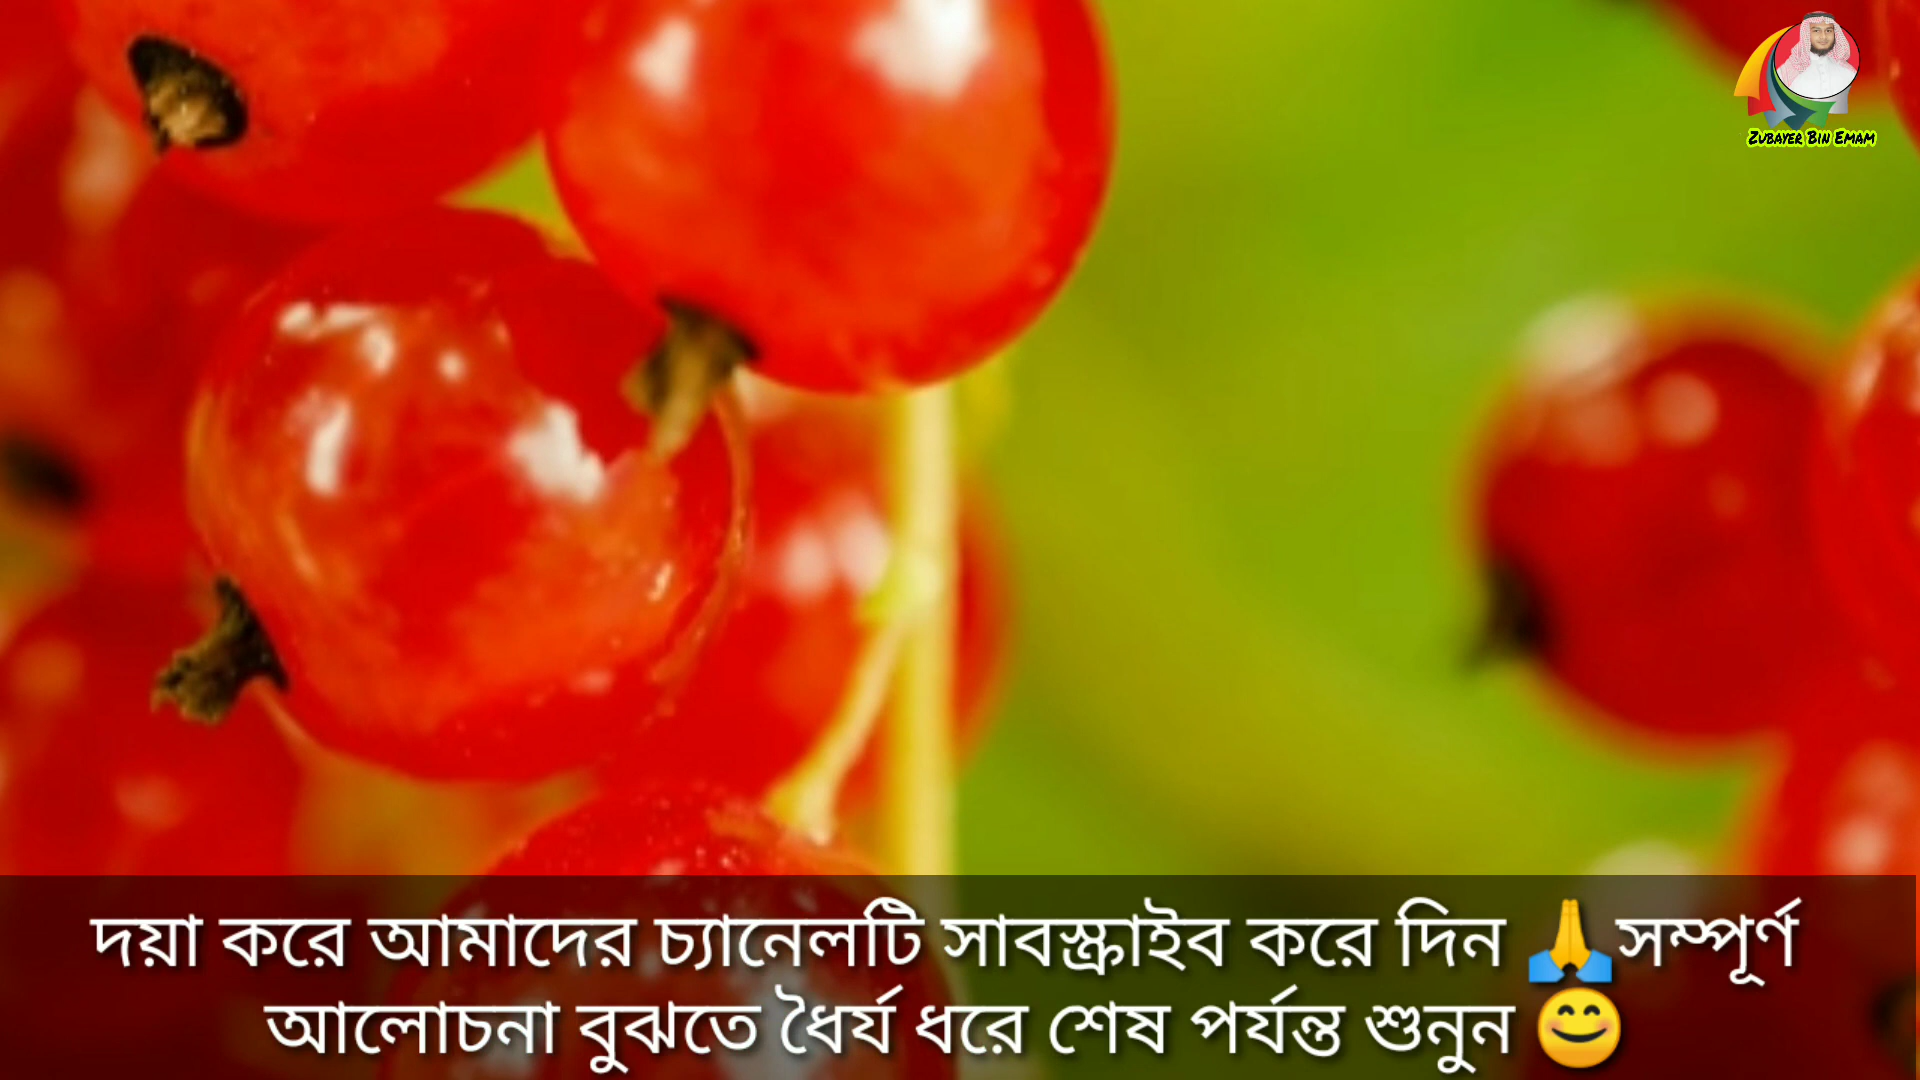 Zubayer Bin Emam
দয়া করে আমাদের চ্যানেলটি সাবস্ক্রাইব করে দিন 🙏সম্পূর্ণ
আলোচনা বুঝতে ধৈর্য ধরে শেষ পর্যন্ত শুনুন 😊